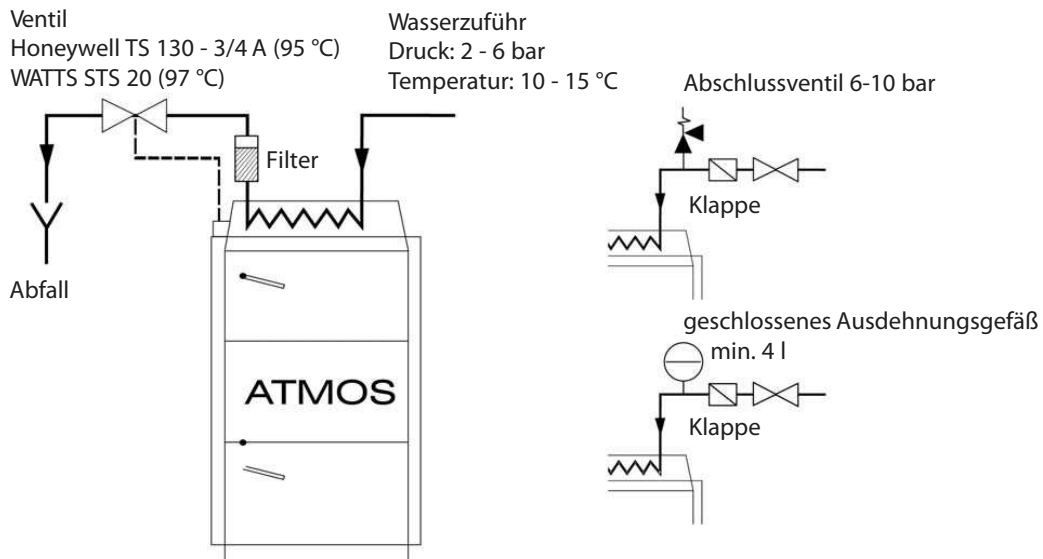 Ventil
Honeywell TS 130 - 3/4 A (95 °C)
WATTS STS 20 (97 °C)
Wasserzuführ
Druck: 2 - 6 bar
Temperatur: 10 - 15 °C
Abschlussventil 6-10 bar
Filter
Klappe
Abfall
geschlossenes Ausdehnungsgefäß
min. 4 l
ATMOS
Klappe